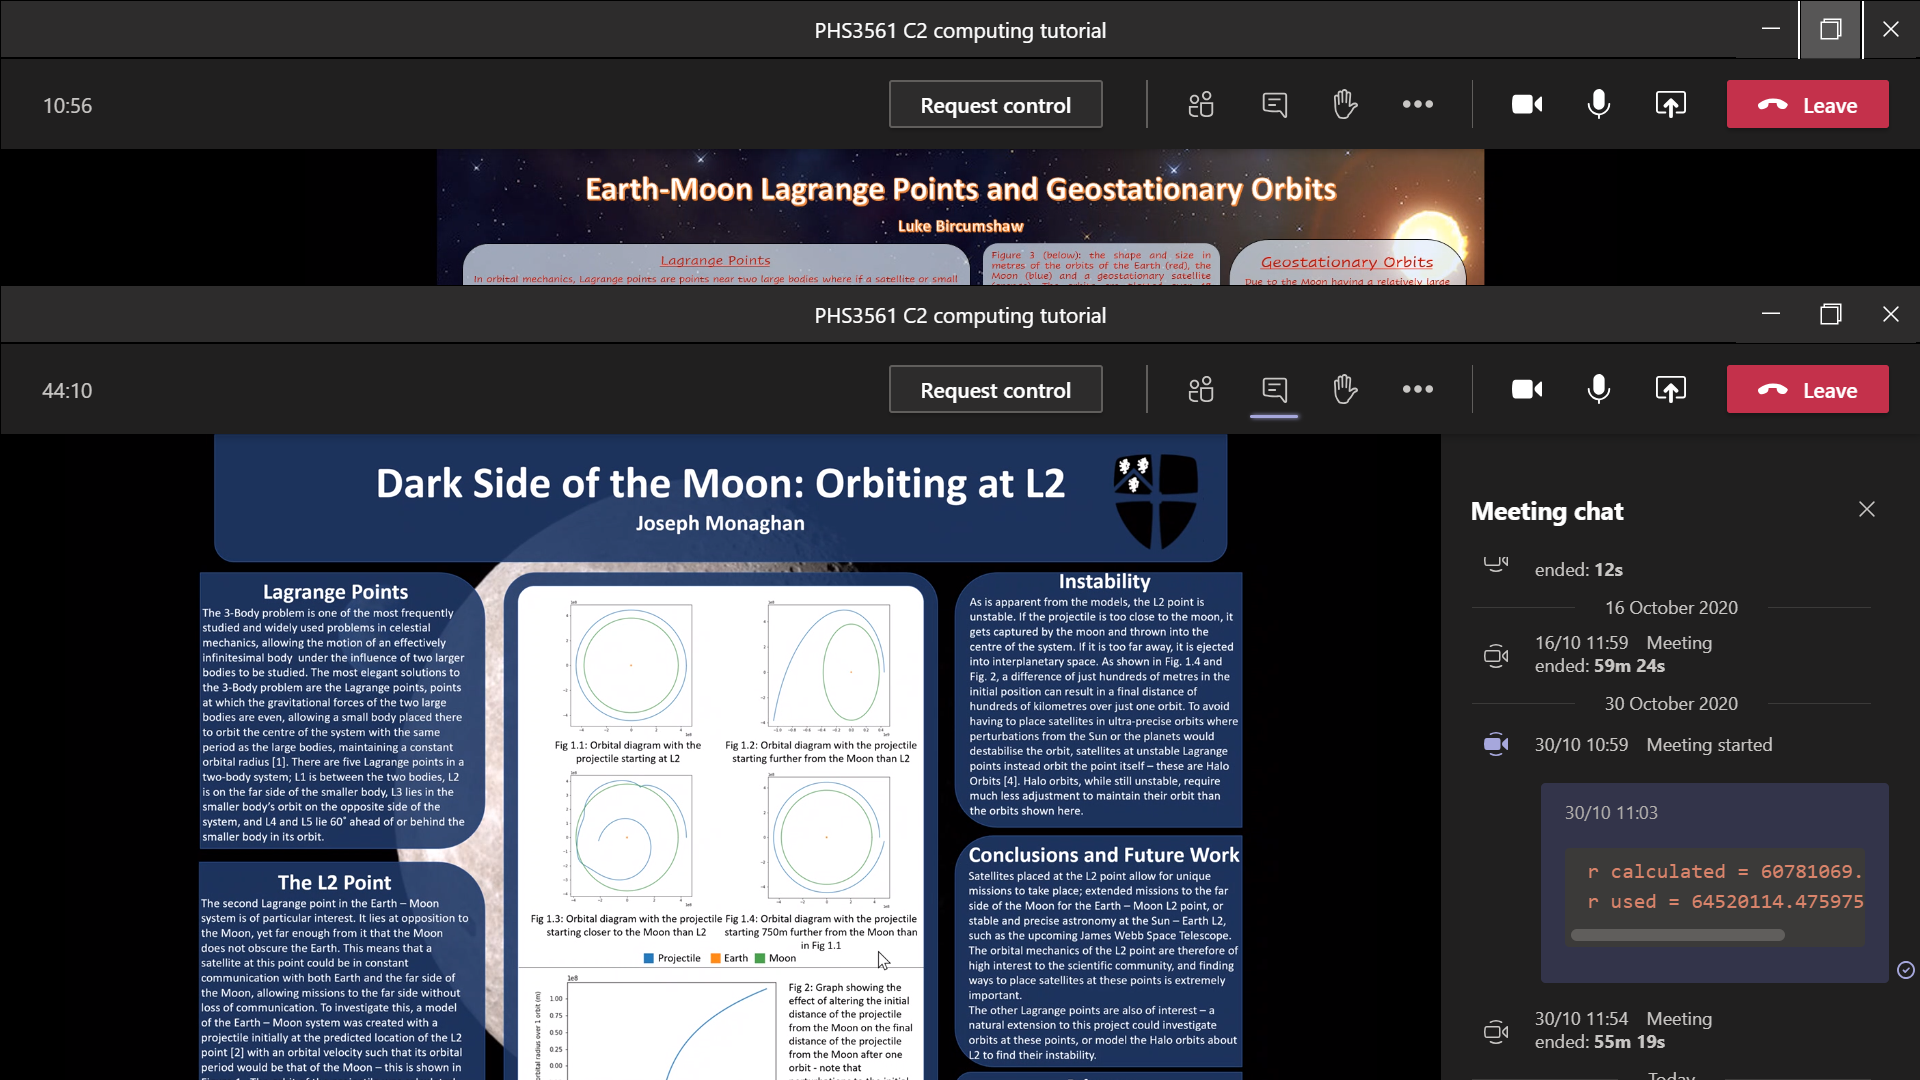 PHS3561 C2 computing tutorial
10:56
Request control
Leave
Earth-Moon Lagrange Points and Geostationary Orbits
Luke Bircumshaw
Lagrange Points
In orbital mechanics, Lagrange points are points near two large bodies where if a satellite or small
Figure 3 (below): the shape and size in
metres of the orbits of the Earth (red), the
Moon (blue) and a geostationary satellite
Geostationary Orbits
Due to the Moon having a relatively large
PHS3561 C2 computing tutorial
44:10
Request control
Leave
Dark Side of the Moon: Orbiting at L2
Joseph Monaghan
Lagrange Points
The 3-Body problem is one of the most frequently
studied and widely used problems in celestial
mechanics, allowing the motion of an effectively
infinitesimal body under the influence of two larger
bodies to be studied. The most elegant solutions to
the 3-Body problem are the Lagrange points, points
at which the gravitational forces of the two large
bodies are even, allowing a small body placed there
to orbit the centre of the system with the same
period as the large bodies, maintaining a constant
orbital radius [1]. There are five Lagrange points in a
two-body system; L1 is between the two bodies, L2
is on the far side of the smaller body, L3 lies in the
smaller body's orbit on the opposite side of the
system, and L4 and L5 lie 60˚ ahead of or behind the
smaller body in its orbit.
The L2 Point
The second Lagrange point in the Earth – Moon
system is of particular interest. It lies at opposition to
the Moon, yet far enough from it that the Moon
does not obscure the Earth. This means that a
satellite at this point could be in constant
communication with both Earth and the far side of
the Moon, allowing missions to the far side without
loss of communication. To investigate this, a model
of the Earth – Moon system was created with a
projectile initially at the predicted location of the L2
point [2] with an orbital velocity such that its orbital
period would be that of the Moon – this is shown in
Fig 1.1: Orbital diagram with the
projectile starting at L2
Fig 1.2: Orbital diagram with the projectile
starting further from the Moon than L2
Fig 1.3: Orbital diagram with the projectile
starting closer to the Moon than L2
Fig 1.4: Orbital diagram with the projectile
starting 750m further from the Moon than
in Fig 1.1
Projectile Earth Moon
1e8
1.00
0.75
0.50
0.25
0.00
orbital radius over 1 orbit (m)
Fig 2: Graph showing the
effect of altering the initial
distance of the projectile
from the Moon on the final
distance of the projectile
from the Moon after one
orbit - note that
Instability
As is apparent from the models, the L2 point is
unstable. If the projectile is too close to the moon, it
gets captured by the moon and thrown into the
centre of the system. If it is too far away, it is ejected
into interplanetary space. As shown in Fig. 1.4 and
Fig. 2, a difference of just hundreds of metres in the
initial position can result in a final distance of
hundreds of kilometres over just one orbit. To avoid
having to place satellites in ultra-precise orbits where
perturbations from the Sun or the planets would
destabilise the orbit, satellites at unstable Lagrange
points instead orbit the point itself – these are Halo
Orbits [4]. Halo orbits, while still unstable, require
much less adjustment to maintain their orbit than
the orbits shown here.
Conclusions and Future Work
Satellites placed at the L2 point allow for unique
missions to take place; extended missions to the far
side of the Moon for the Earth – Moon L2 point, or
stable and precise astronomy at the Sun – Earth L2,
such as the upcoming James Webb Space Telescope.
The orbital mechanics of the L2 point are therefore of
high interest to the scientific community, and finding
ways to place satellites at these points is extremely
important.
The other Lagrange points are also of interest – a
natural extension to this project could investigate
orbits at these points, or model the Halo orbits about
L2 to find their instability.
Meeting chat
ended: 12s
16 October 2020
16/10 11:59 Meeting
ended: 59m 24s
30 October 2020
30/10 10:59 Meeting started
30/10 11:03
r calculated = 60781069.
r used = 64520114.475975
30/10 11:54 Meeting
ended: 55m 19s
Today